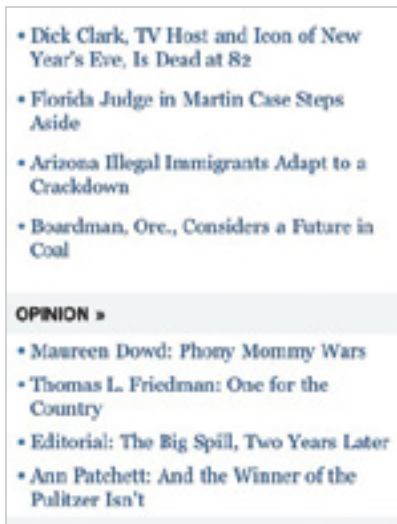 • Dick Clark, TV Host and Icon of New
Year's Eve, Is Dead at 82
• Florida Judge in Martin Case Steps
Aside
• Arizona Illegal Immigrants Adapt to a
Crackdown
• Boardman, Ore., Considers a Future in
Coal
OPINION »
• Maureen Dowd: Phony Mommy Wars
• Thomas L. Friedman: One for the
Country
• Editorial: The Big Spill, Two Years Later
• Ann Patchett: And the Winner of the
Pulitzer Isn't